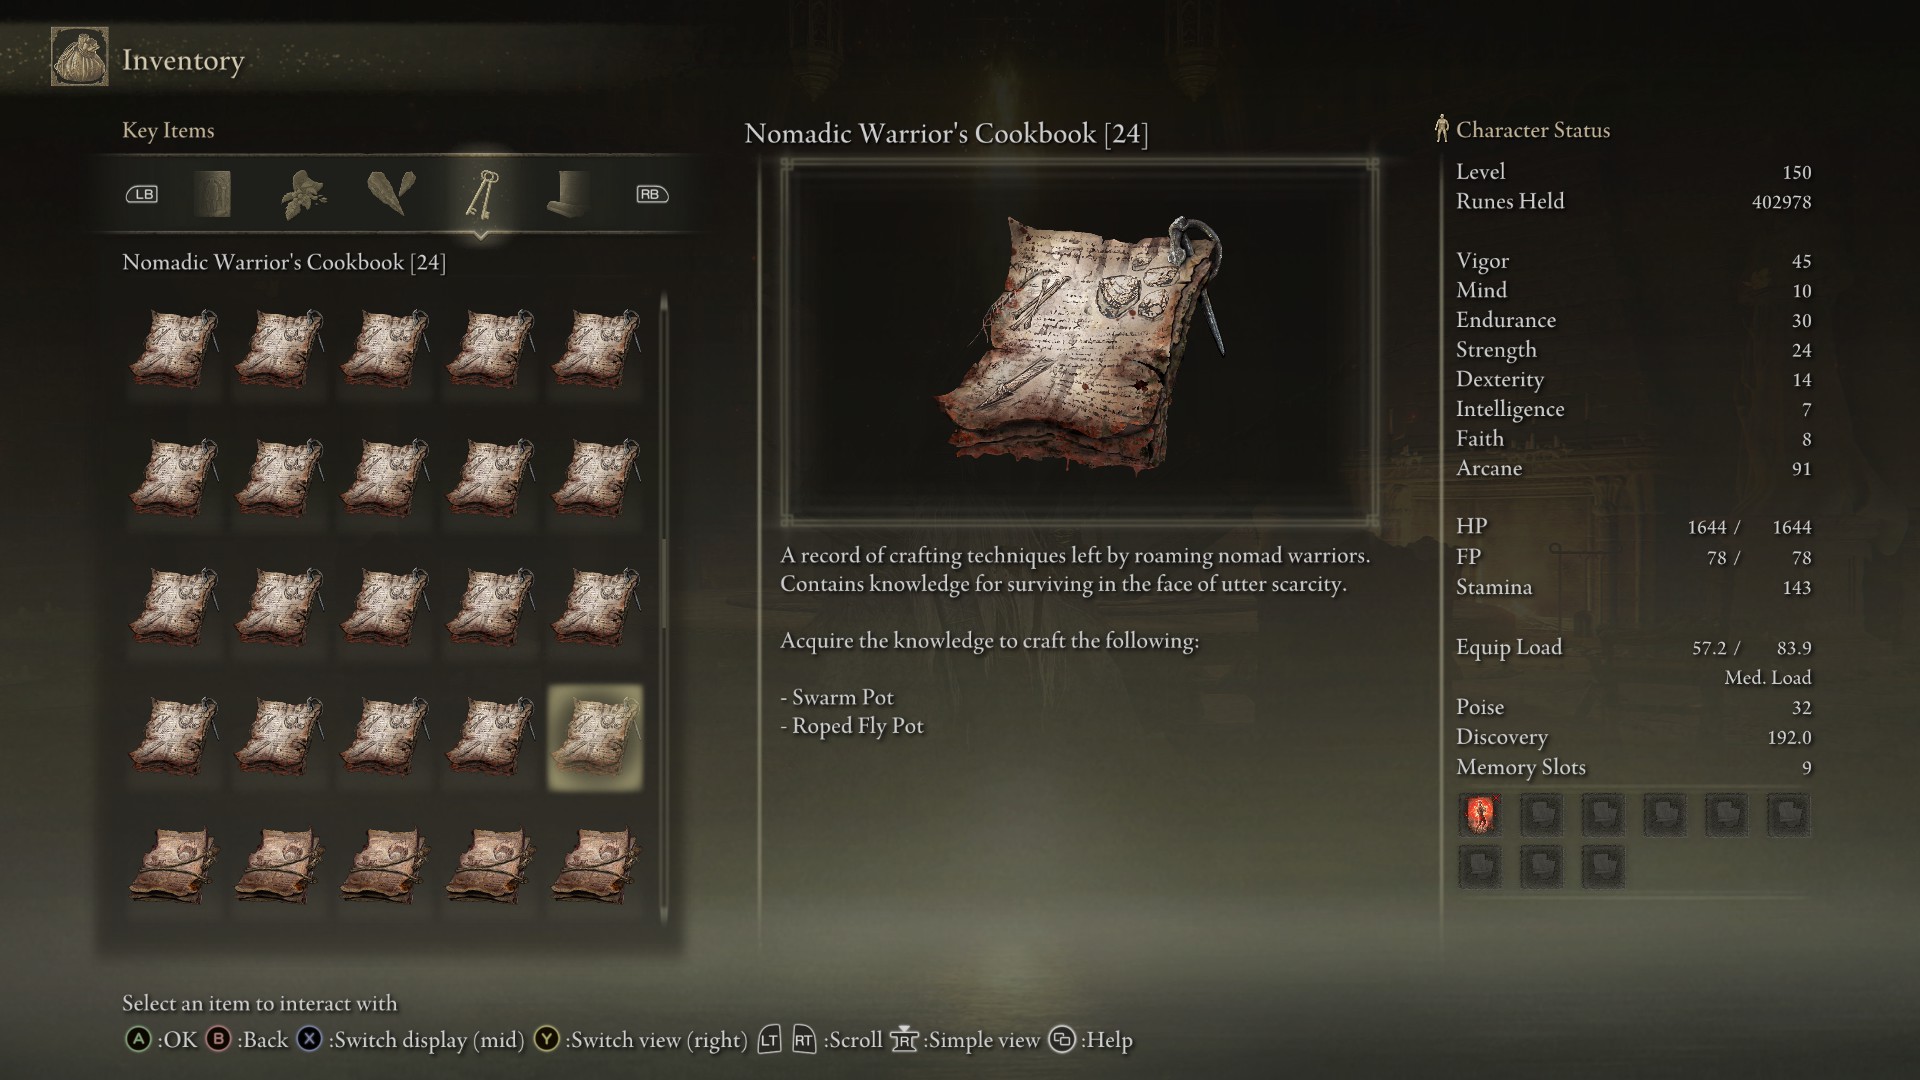 Inventory
Key Items
LB
RB
Nomadic Warrior's Cookbook [24]
Nomadic Warrior's Cookbook [24]
A record of crafting techniques left by roaming nomad warriors.
Contains knowledge for surviving in the face of utter scarcity.
Acquire the knowledge to craft the following:
- Swarm Pot
- Roped Fly Pot
Character Status
Level 150
Runes Held 402978
Vigor 45
Mind 10
Endurance 30
Strength 24
Dexterity 14
Intelligence 7
Faith 8
Arcane 91
HP 1644 / 1644
FP 78 / 78
Stamina 143
Equip Load 57.2 / 83.9
Med. Load
Poise 32
Discovery 192.0
Memory Slots 9
Select an item to interact with
A :OK B :Back X :Switch display (mid) Y :Switch view (right) LT RT :Scroll R :Simple view :Help